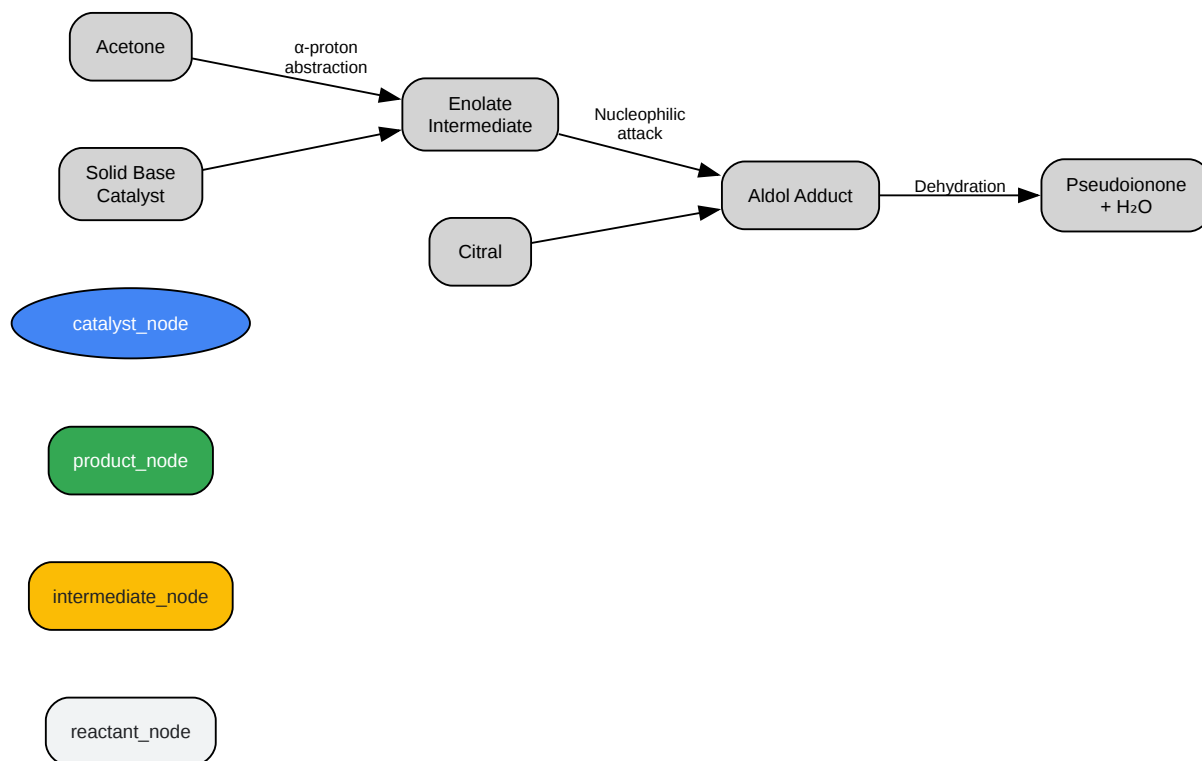 Acetone
α-proton
abstraction
Enolate
Intermediate
Solid Base
Catalyst
Nucleophilic
attack
Citral
Aldol Adduct
Dehydration
Pseudoionone
+ H₂O
catalyst_node
product_node
intermediate_node
reactant_node